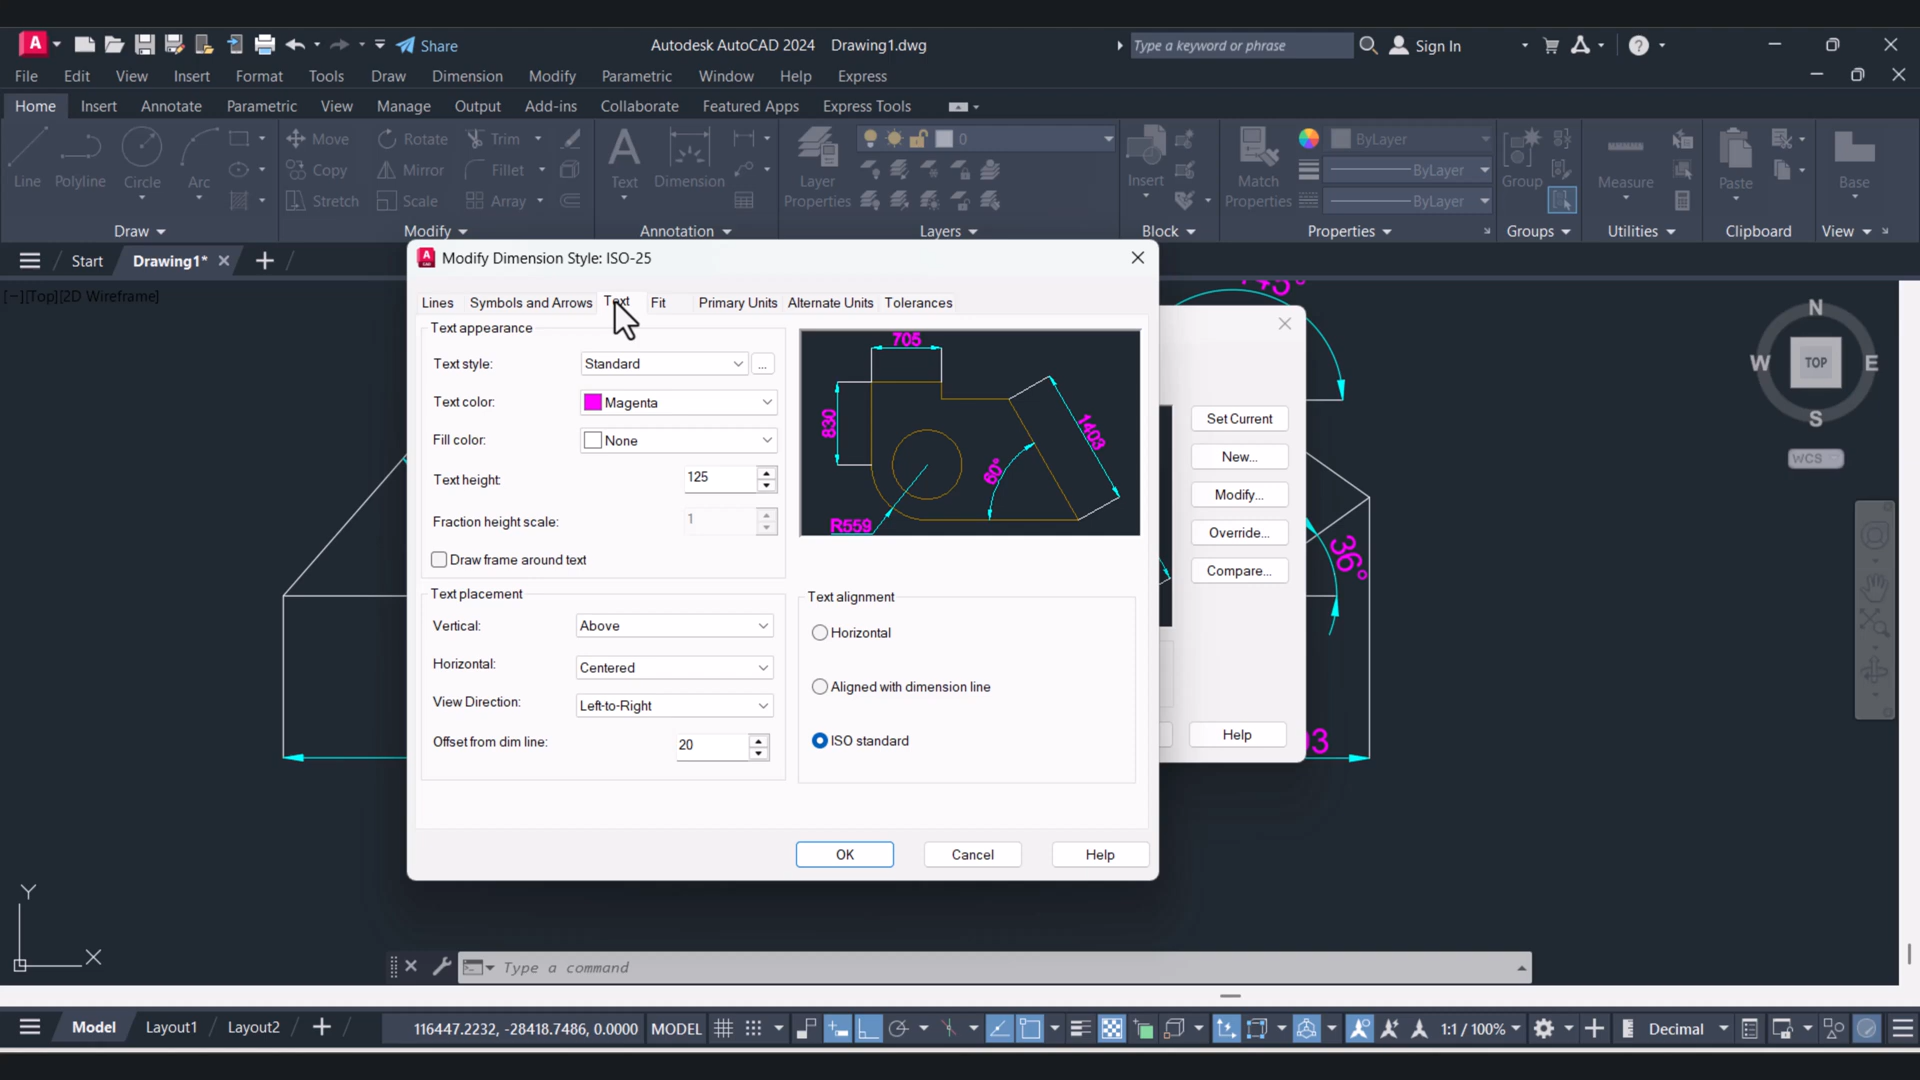 A Share Autodesk AutoCAD 2024 Drawing1.dwg Type a keyword or phrase Sign In
File Edit View Insert Format Tools Draw Dimension Modify Parametric Window Help Express
Home Insert Annotate Parametric View Manage Output Add-ins Collaborate Featured Apps Express Tools
Line Polyline Circle Arc
Move Rotate Trim
Copy Mirror Fillet
Stretch Scale Array
Text Dimension
Layer Properties
0
Insert
Match Properties
ByLayer
ByLayer
ByLayer
Group Measure Paste Base
Draw Modify Annotation Layers Block Properties Groups Utilities Clipboard View
Start Drawing1* +
[−][Top][2D Wireframe]
Modify Dimension Style: ISO-25
Lines Symbols and Arrows Text Fit Primary Units Alternate Units Tolerances
Text appearance
Text style: Standard ...
Text color: Magenta
Fill color: None
Text height: 125
Fraction height scale: 1
Draw frame around text
Text placement
Vertical: Above
Horizontal: Centered
View Direction: Left-to-Right
Offset from dim line: 20
705
830
1403
60°
R559
Text alignment
Horizontal
Aligned with dimension line
ISO standard
OK Cancel Help
Set Current
New...
Modify...
Override...
Compare...
Help
36°
N
W TOP E
S
WCS
Y
X
Type a command
Model Layout1 Layout2 + 116447.2232, -28418.7486, 0.0000 MODEL 1:1 / 100% Decimal